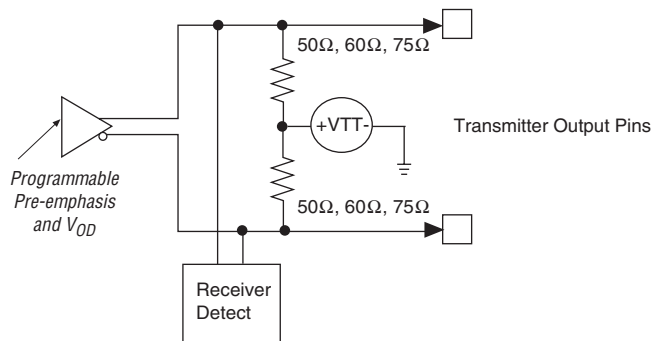 50Ω, 60Ω, 75Ω
+VTT-
Transmitter Output Pins
Programmable
Pre-emphasis
and VOD
50Ω, 60Ω, 75Ω
Receiver
Detect